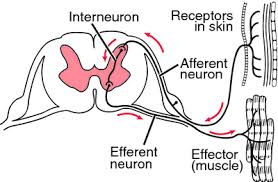 Interneuron
Receptors
in skin
Afferent
neuron
Efferent
neuron
Effector
(muscle)